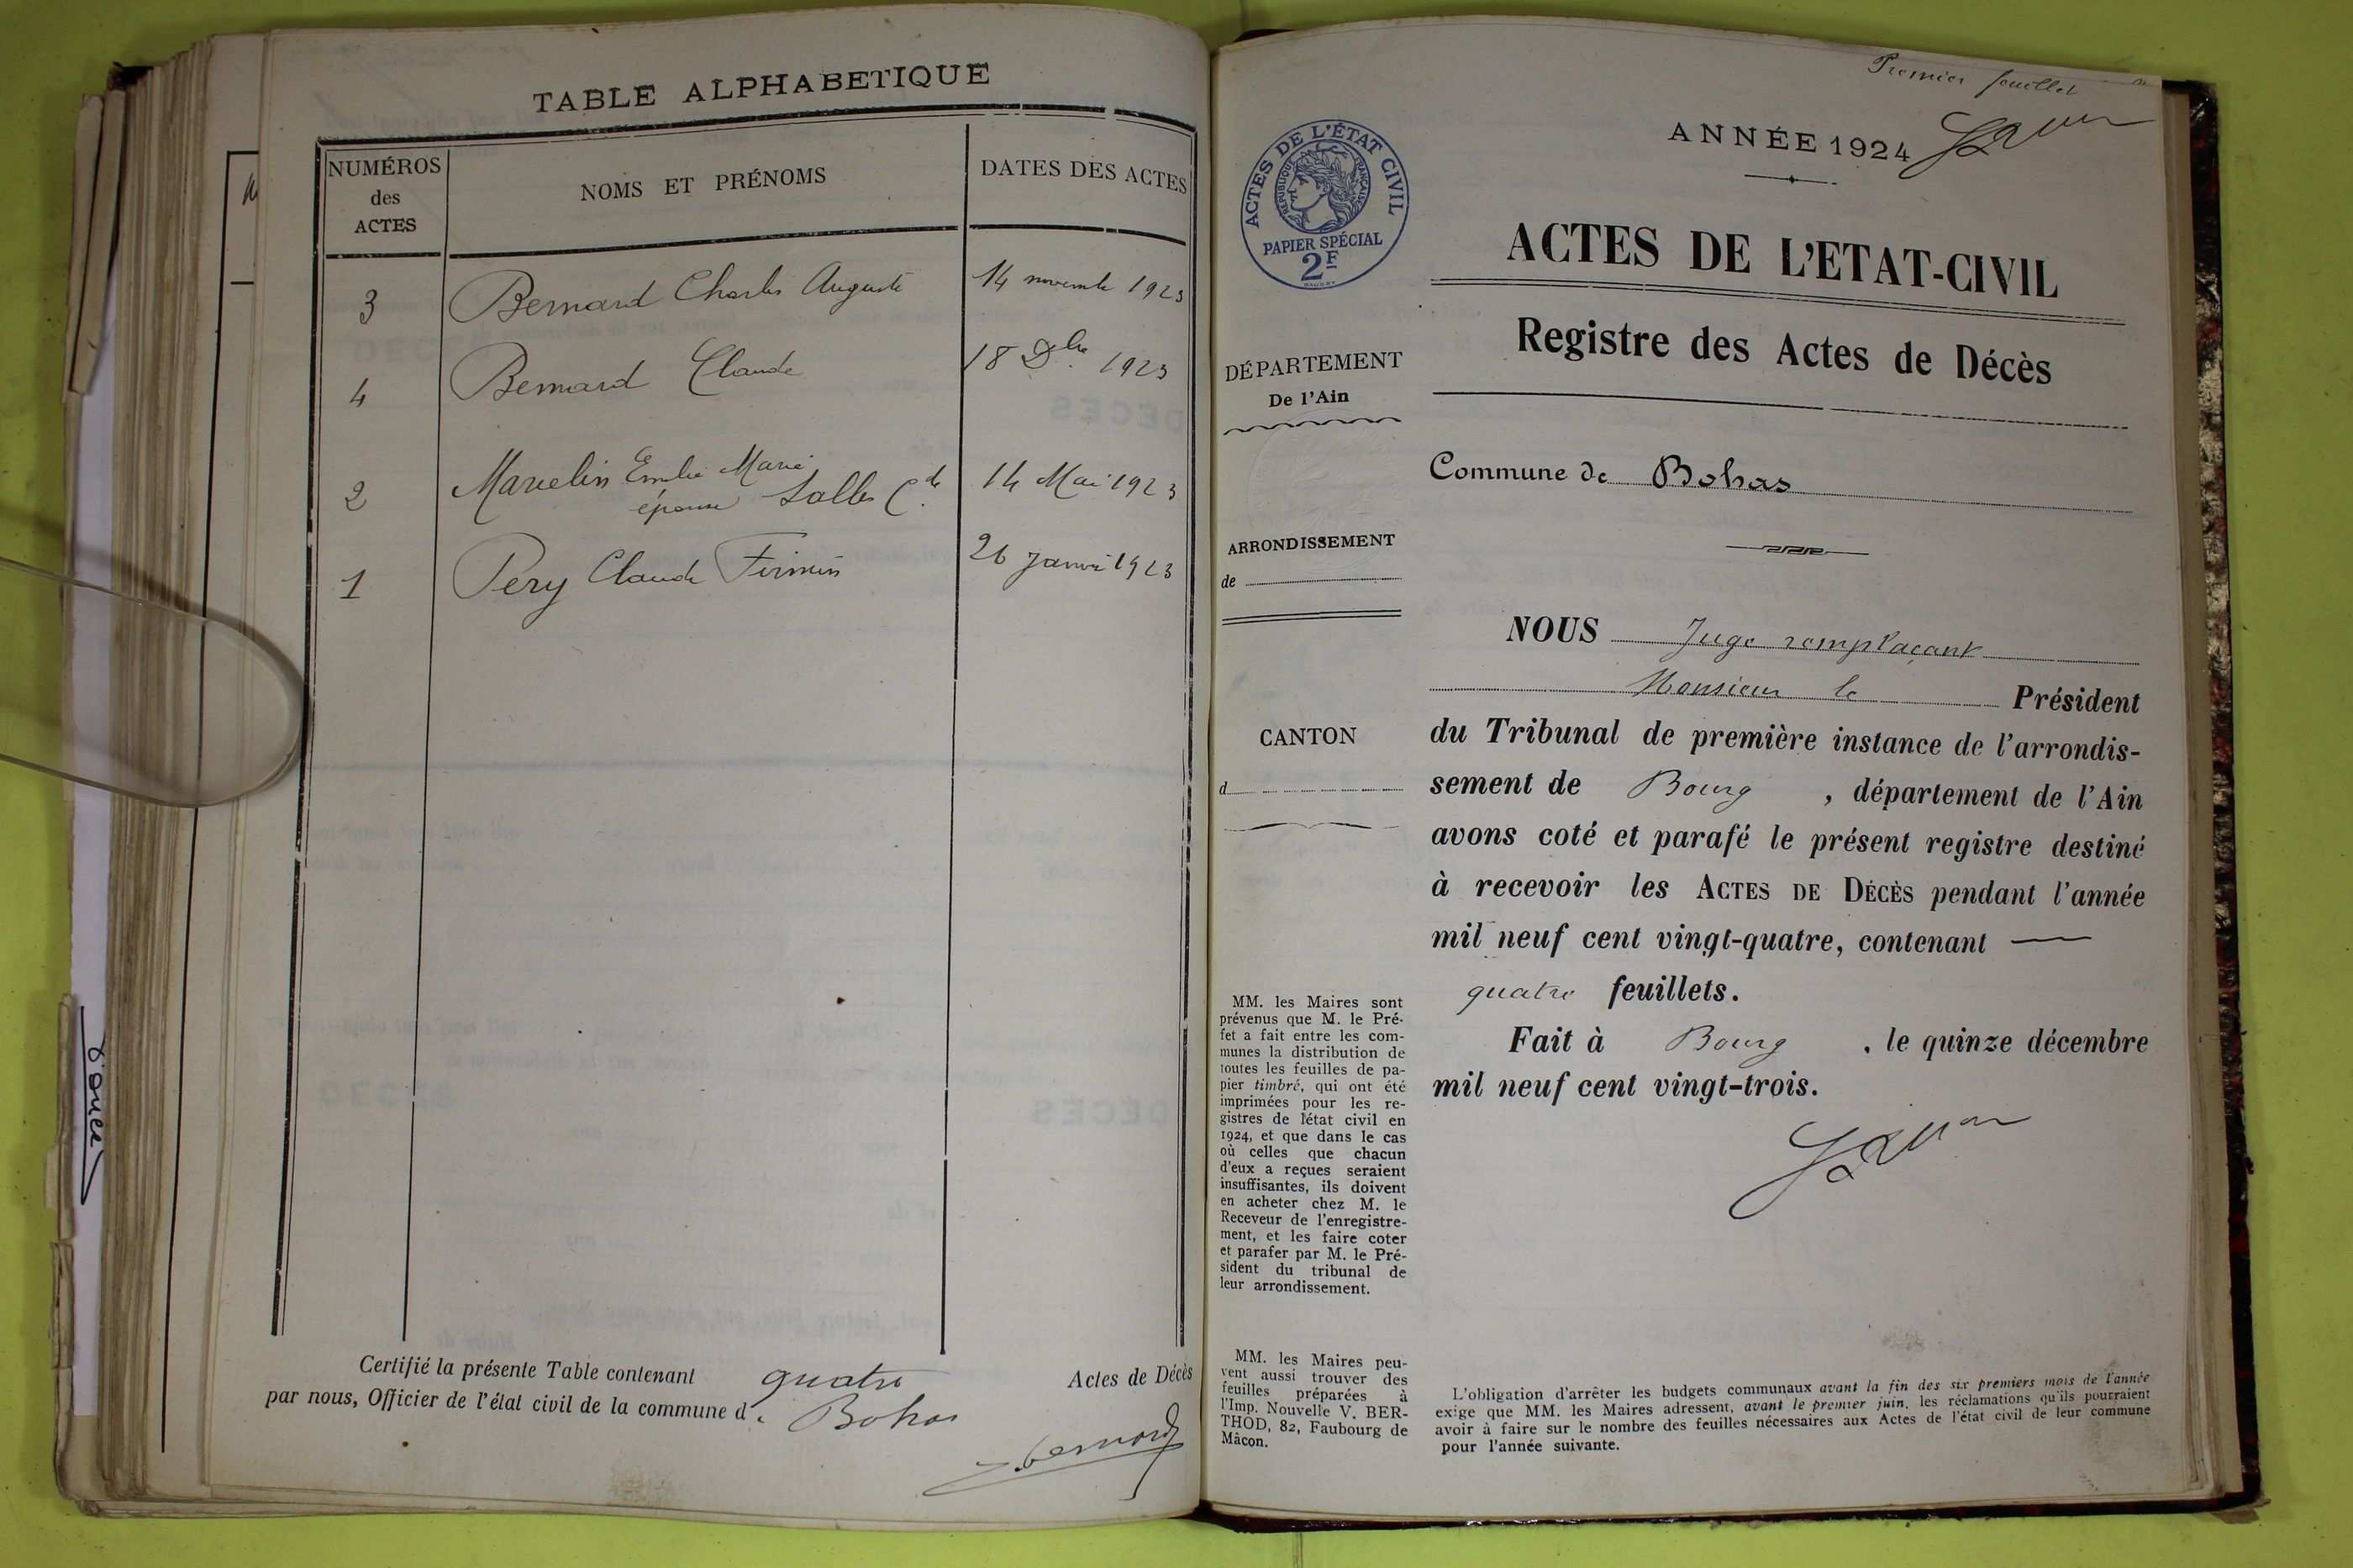 TABLE ALPHABETIQUE
NUMÉROS
des
ACTES
NOMS ET PRÉNOMS
DATES DES ACTES
3 Bernard Charles Auguste 14 novembre 1923
4 Bernard Claude 18 Dbre 1923
2 Marcelin Emélie Marie
épouse Salles Cde 14 Mai 1923
1 Pery Claude Firmin 26 Janvier 1923
Certifié la présente Table contenant quatre Actes de Décès
par nous, Officier de l'état civil de la commune de Bohas
Bernard
Premier feuillet
ANNÉE 1924
ACTES DE L'ÉTAT CIVIL
RÉPUBLIQUE FRANÇAISE
PAPIER SPÉCIAL
2F
ACTES DE L'ETAT-CIVIL
Registre des Actes de Décès
DÉPARTEMENT
De l'Ain
Commune de Bohas
ARRONDISSEMENT
de
CANTON
d
NOUS Juge remplaçant
Monsieur le Président
du Tribunal de première instance de l'arrondis-
sement de Bourg, département de l'Ain
avons coté et parafé le présent registre destiné
à recevoir les ACTES DE DÉCÈS pendant l'année
mil neuf cent vingt-quatre, contenant —
quatre feuillets.
Fait à Bourg, le quinze décembre
mil neuf cent vingt-trois.
MM. les Maires sont
prévenus que M. le Pré-
fet a fait entre les com-
munes la distribution de
toutes les feuilles de pa-
pier timbré, qui ont été
imprimées pour les re-
gistres de l'état civil en
1924, et que dans le cas
où celles que chacun
d'eux a reçues seraient
insuffisantes, ils doivent
en acheter chez M. le
Receveur de l'enregistre-
ment, et les faire coter
et parafer par M. le Pré-
sident du tribunal de
leur arrondissement.
MM. les Maires peu-
vent aussi trouver des
feuilles préparées à
l'Imp. Nouvelle V. BER-
THOD, 82, Faubourg de
Mâcon.
L'obligation d'arrêter les budgets communaux avant la fin des six premiers mois de l'année
exige que MM. les Maires adressent, avant le premier juin, les réclamations qu'ils pourraient
avoir à faire sur le nombre des feuilles nécessaires aux Actes de l'état civil de leur commune
pour l'année suivante.